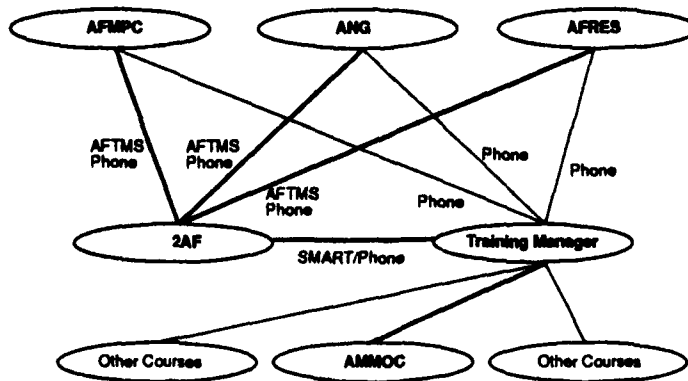 AFMPC
ANG
AFRES
AFTMS
Phone
AFTMS
Phone
Phone
Phone
AFTMS
Phone
Phone
2AF
Training Manager
SMART/Phone
Other Courses
AMMOC
Other Courses